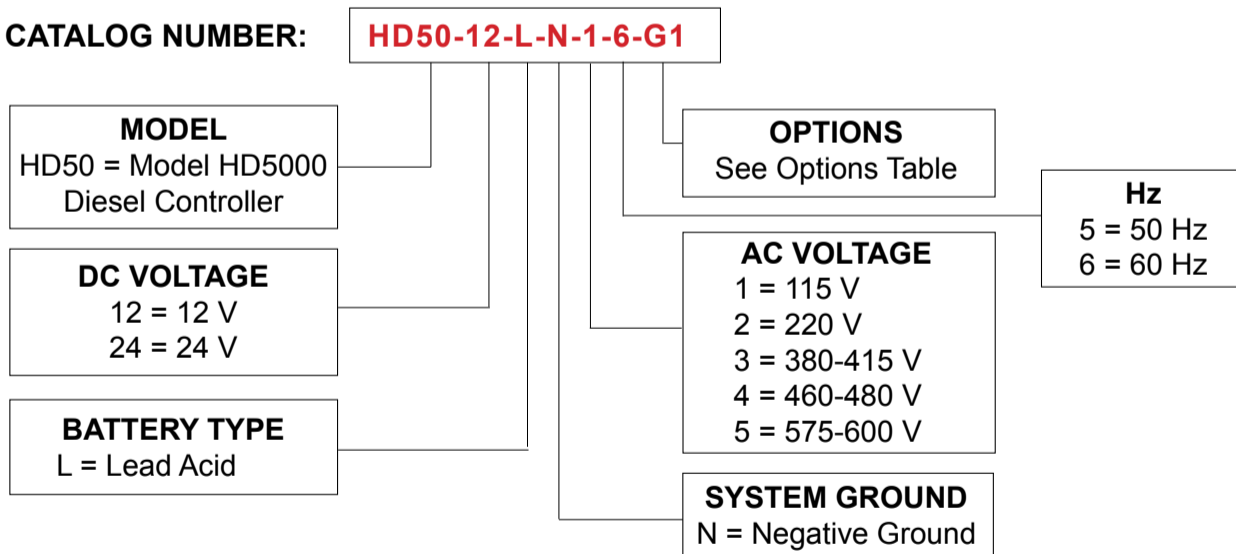 CATALOG NUMBER: HD50-12-L-N-1-6-G1
MODEL
HD50 = Model HD5000
Diesel Controller
DC VOLTAGE
12 = 12 V
24 = 24 V
BATTERY TYPE
L = Lead Acid
OPTIONS
See Options Table
Hz
5 = 50 Hz
6 = 60 Hz
AC VOLTAGE
1 = 115 V
2 = 220 V
3 = 380-415 V
4 = 460-480 V
5 = 575-600 V
SYSTEM GROUND
N = Negative Ground